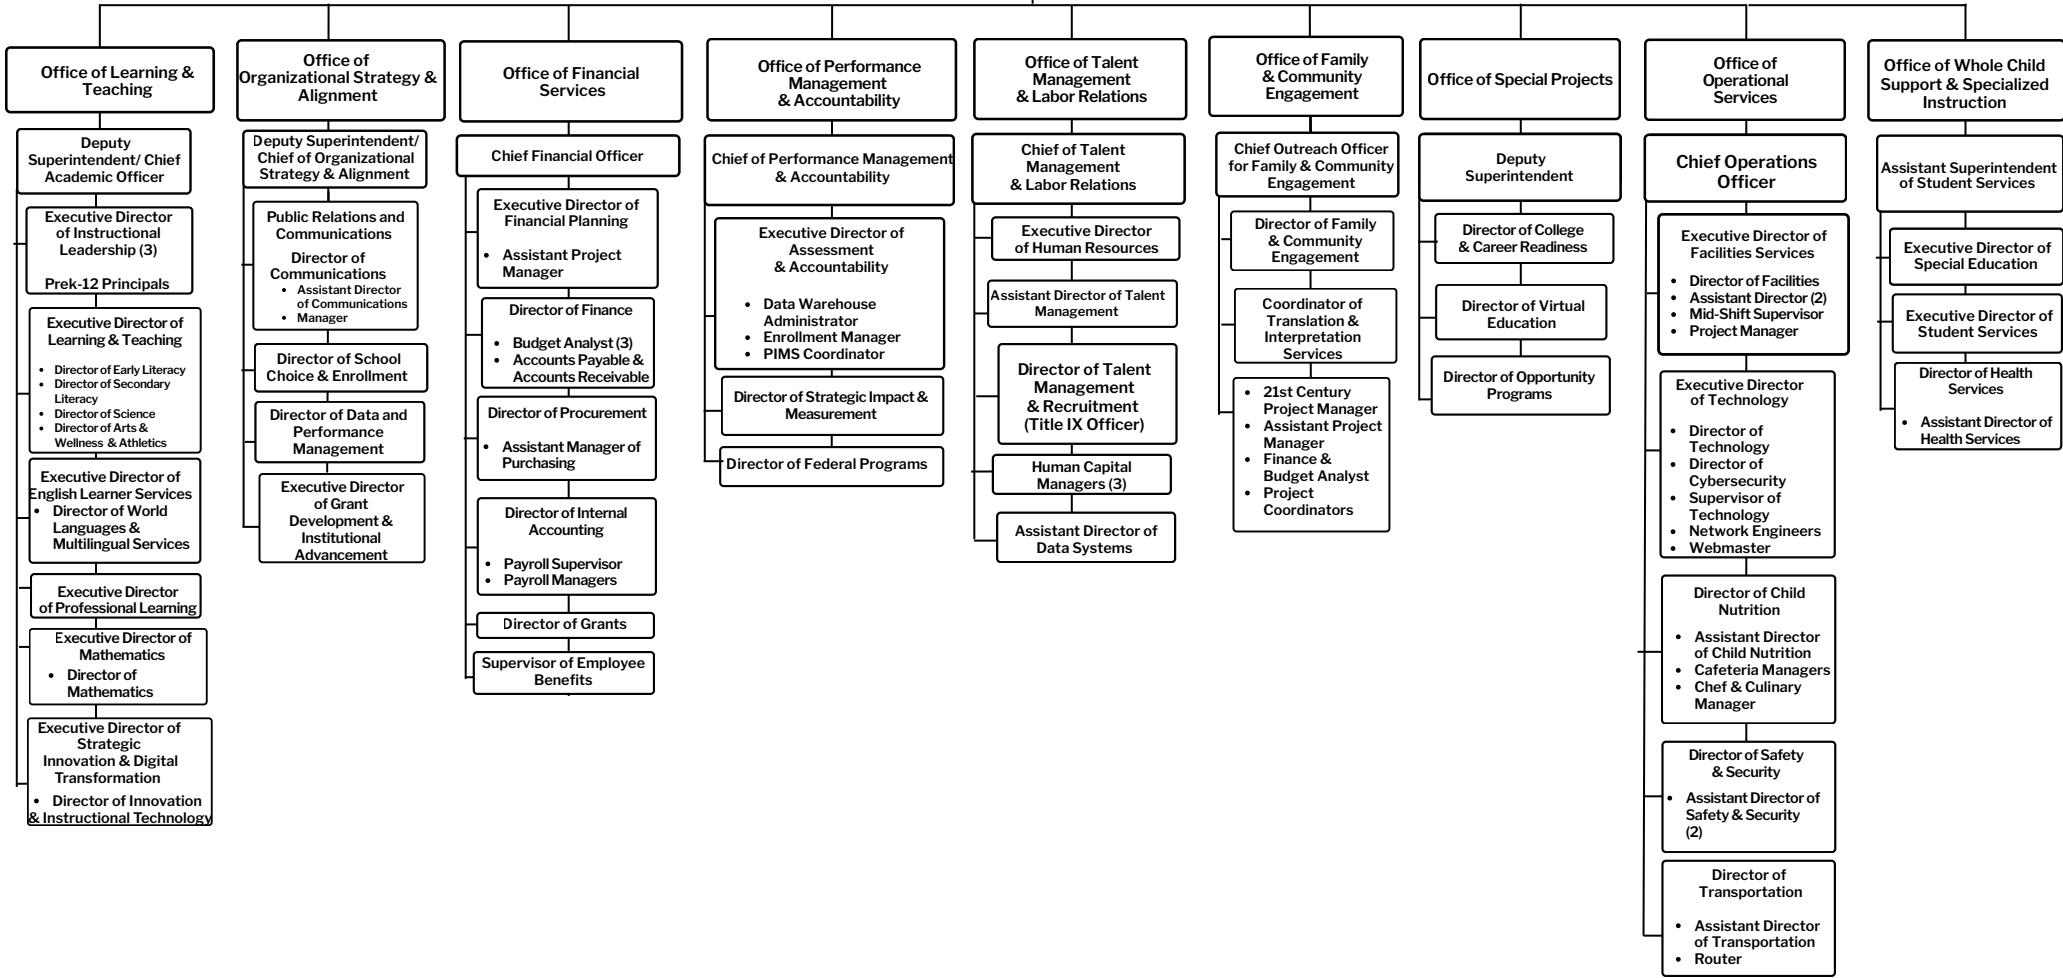 Office of Learning &
Teaching
Deputy
Superintendent/ Chief
Academic Officer
Executive Director
of Instructional
Leadership (3)
Prek-12 Principals
Executive Director of
Learning & Teaching
• Director of Early Literacy
• Director of Secondary
Literacy
• Director of Science
• Director of Arts &
Wellness & Athletics
Executive Director of
English Learner Services
• Director of World
Languages &
Multilingual Services
Executive Director
of Professional Learning
Executive Director of
Mathematics
• Director of
Mathematics
Executive Director of
Strategic
Innovation & Digital
Transformation
• Director of Innovation
& Instructional Technology
Office of
Organizational Strategy &
Alignment
Deputy Superintendent/
Chief of Organizational
Strategy & Alignment
Public Relations and
Communications
Director of
Communications
• Assistant Director
of Communications
• Manager
Director of School
Choice & Enrollment
Director of Data and
Performance
Management
Executive Director
of Grant
Development &
Institutional
Advancement
Office of Financial
Services
Chief Financial Officer
Executive Director of
Financial Planning
• Assistant Project
Manager
Director of Finance
• Budget Analyst (3)
• Accounts Payable &
Accounts Receivable
Director of Procurement
• Assistant Manager of
Purchasing
Director of Internal
Accounting
• Payroll Supervisor
• Payroll Managers
Director of Grants
Supervisor of Employee
Benefits
Office of Performance
Management
& Accountability
Chief of Performance Management
& Accountability
Executive Director of
Assessment
& Accountability
• Data Warehouse
Administrator
• Enrollment Manager
• PIMS Coordinator
Director of Strategic Impact &
Measurement
Director of Federal Programs
Office of Talent
Management
& Labor Relations
Chief of Talent
Management
& Labor Relations
Executive Director
of Human Resources
Assistant Director of Talent
Management
Director of Talent
Management
& Recruitment
(Title IX Officer)
Human Capital
Managers (3)
Assistant Director of
Data Systems
Office of Family
& Community
Engagement
Chief Outreach Officer
for Family & Community
Engagement
Director of Family
& Community
Engagement
Coordinator of
Translation &
Interpretation
Services
• 21st Century
Project Manager
• Assistant Project
Manager
• Finance &
Budget Analyst
• Project
Coordinators
Office of Special Projects
Deputy
Superintendent
Director of College
& Career Readiness
Director of Virtual
Education
Director of Opportunity
Programs
Office of
Operational
Services
Chief Operations
Officer
Executive Director of
Facilities Services
• Director of Facilities
• Assistant Director (2)
• Mid-Shift Supervisor
• Project Manager
Executive Director
of Technology
• Director of
Technology
• Director of
Cybersecurity
• Supervisor of
Technology
• Network Engineers
• Webmaster
Director of Child
Nutrition
• Assistant Director
of Child Nutrition
• Cafeteria Managers
• Chef & Culinary
Manager
Director of Safety
& Security
• Assistant Director of
Safety & Security
(2)
Director of
Transportation
• Assistant Director
of Transportation
• Router
Office of Whole Child
Support & Specialized
Instruction
Assistant Superintendent
of Student Services
Executive Director of
Special Education
Executive Director of
Student Services
Director of Health
Services
• Assistant Director of
Health Services